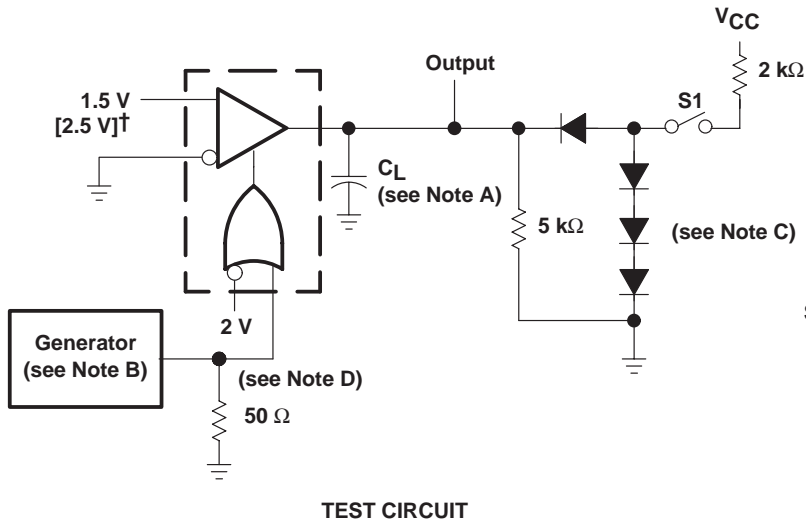 VCC
2 kΩ
S1
Output
1.5 V
[2.5 V]†
CL
(see Note A)
5 kΩ
(see Note C)
2 V
Generator
(see Note B)
(see Note D)
50 Ω
TEST CIRCUIT